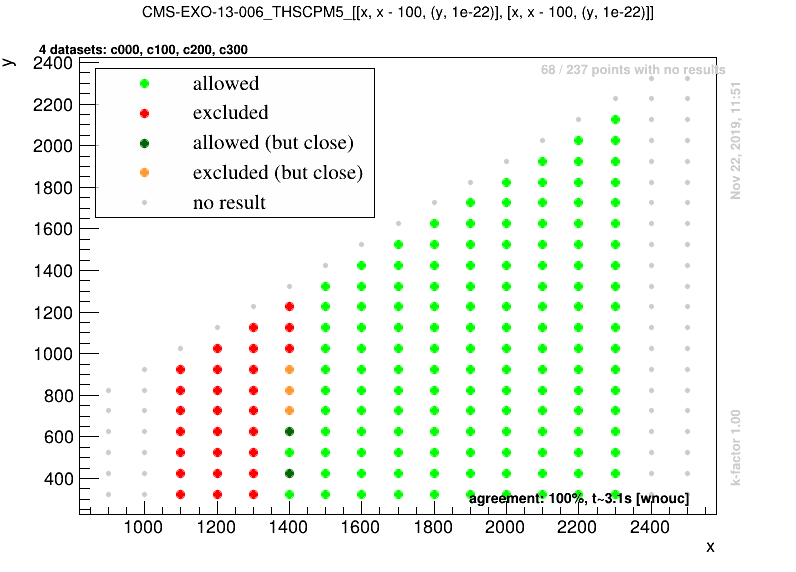 CMS-EXO-13-006_THSCPM5_[[x, x - 100, (y, 1e-22)], [x, x - 100, (y, 1e-22)]]
4 datasets: c000, c100, c200, c300
y
68 / 237 points with no results
allowed
excluded
allowed (but close)
excluded (but close)
no result
2400
2200
2000
1800
1600
1400
1200
1000
800
600
400
Nov 22, 2019, 11:51
k-factor 1.00
agreement: 100%, t~3.1s [wnouc]
1000 1200 1400 1600 1800 2000 2200 2400
x